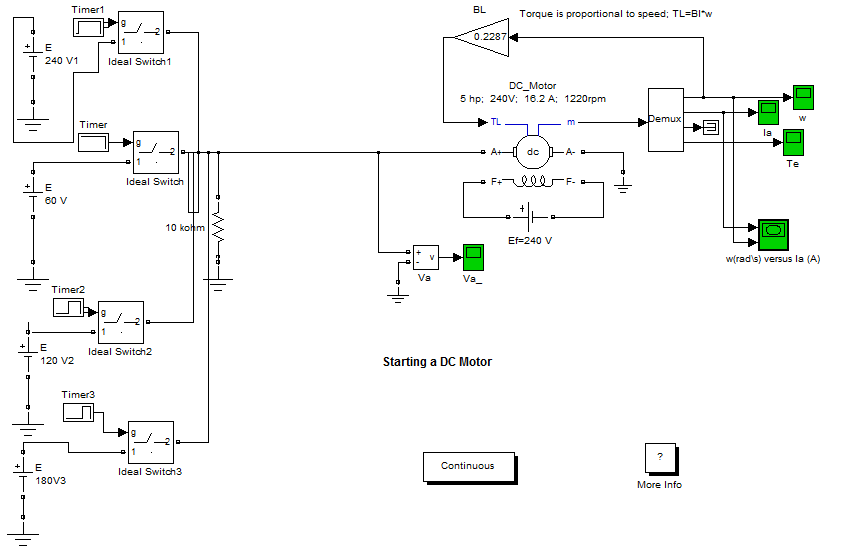 Timer1
g
2
1
Ideal Switch1
+
E
240 V1
Timer
g
2
1
Ideal Switch
+
E
60 V
10 kohm
Timer2
g
2
1
Ideal Switch2
+
E
120 V2
Timer3
g
2
1
Ideal Switch3
+
E
180V3
BL
0.2287
Torque is proportional to speed; TL=Bl*w
DC_Motor
5 hp; 240V; 16.2 A; 1220rpm
TL
m
A+
dc
A-
F+
F-
+
Ef=240 V
Demux
w
Ia
Te
w(rad\s) versus Ia (A)
+
-
v
Va
Va_
Starting a DC Motor
Continuous
?
More Info